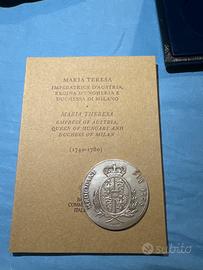 MARIA TERESA
IMPERATRICE D'AUSTRIA,
REGINA D'UNGHERIA E
DUCHESSA DI MILANO
MARIA THERESA
EMPRESS OF AUSTRIA,
QUEEN OF HUNGARY AND
DUCHESS OF MILAN
(1740-1780)
subito